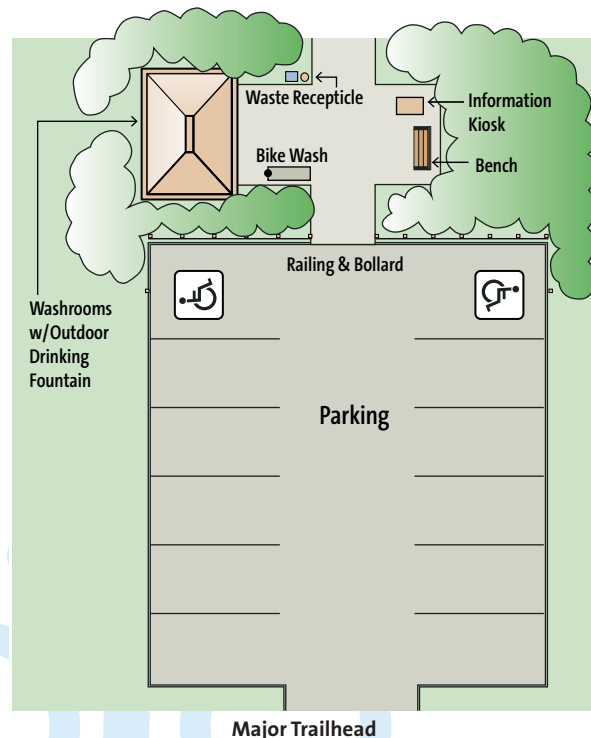 Waste Recepticle
Information
Kiosk
Bike Wash
Bench
Railing & Bollard
Washrooms
w/Outdoor
Drinking
Fountain
Parking
Major Trailhead